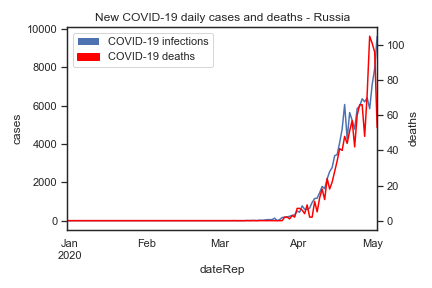 New COVID-19 daily cases and deaths - Russia
COVID-19 infections
COVID-19 deaths
10000
8000
6000
4000
2000
0
cases
100
80
60
40
20
0
deaths
Jan Feb Mar Apr May
2020
dateRep